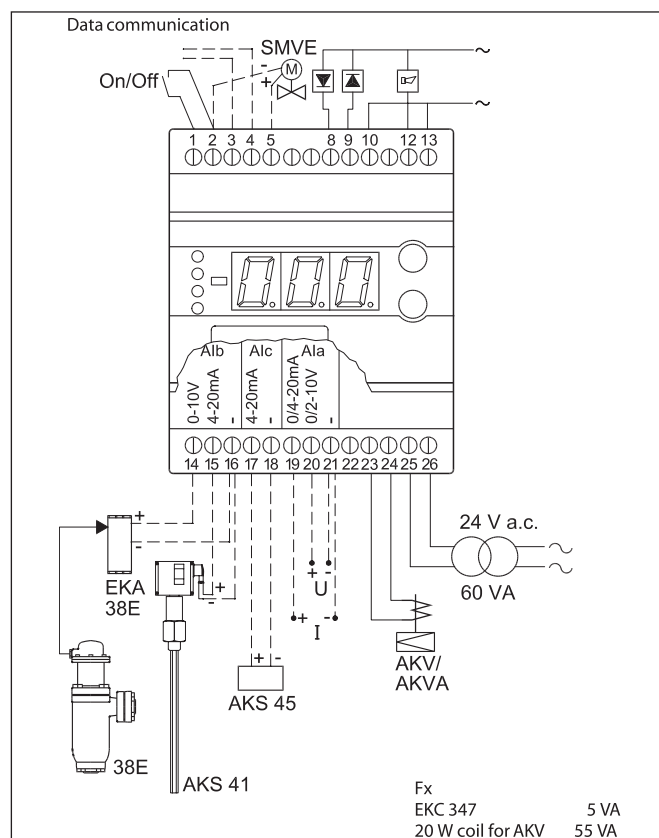 Data communication
SMVE
On/Off
- M
+
~
~
1 2 3 4 5 8 9 10 12 13
- 0.0.0.
AIb AIc AIa
0-10V
4-20mA
-
4-20mA
-
0/4-20mA
0/2-10V
-
14 15 16 17 18 19 20 21 22 23 24 25 26
+
-
EKA
38E
+
-
+ -
U
+ -
I
24 V a.c.
60 VA
~
~
+ -
AKS 45
AKV/
AKVA
38E
AKS 41
Fx
EKC 347 5 VA
20 W coil for AKV 55 VA